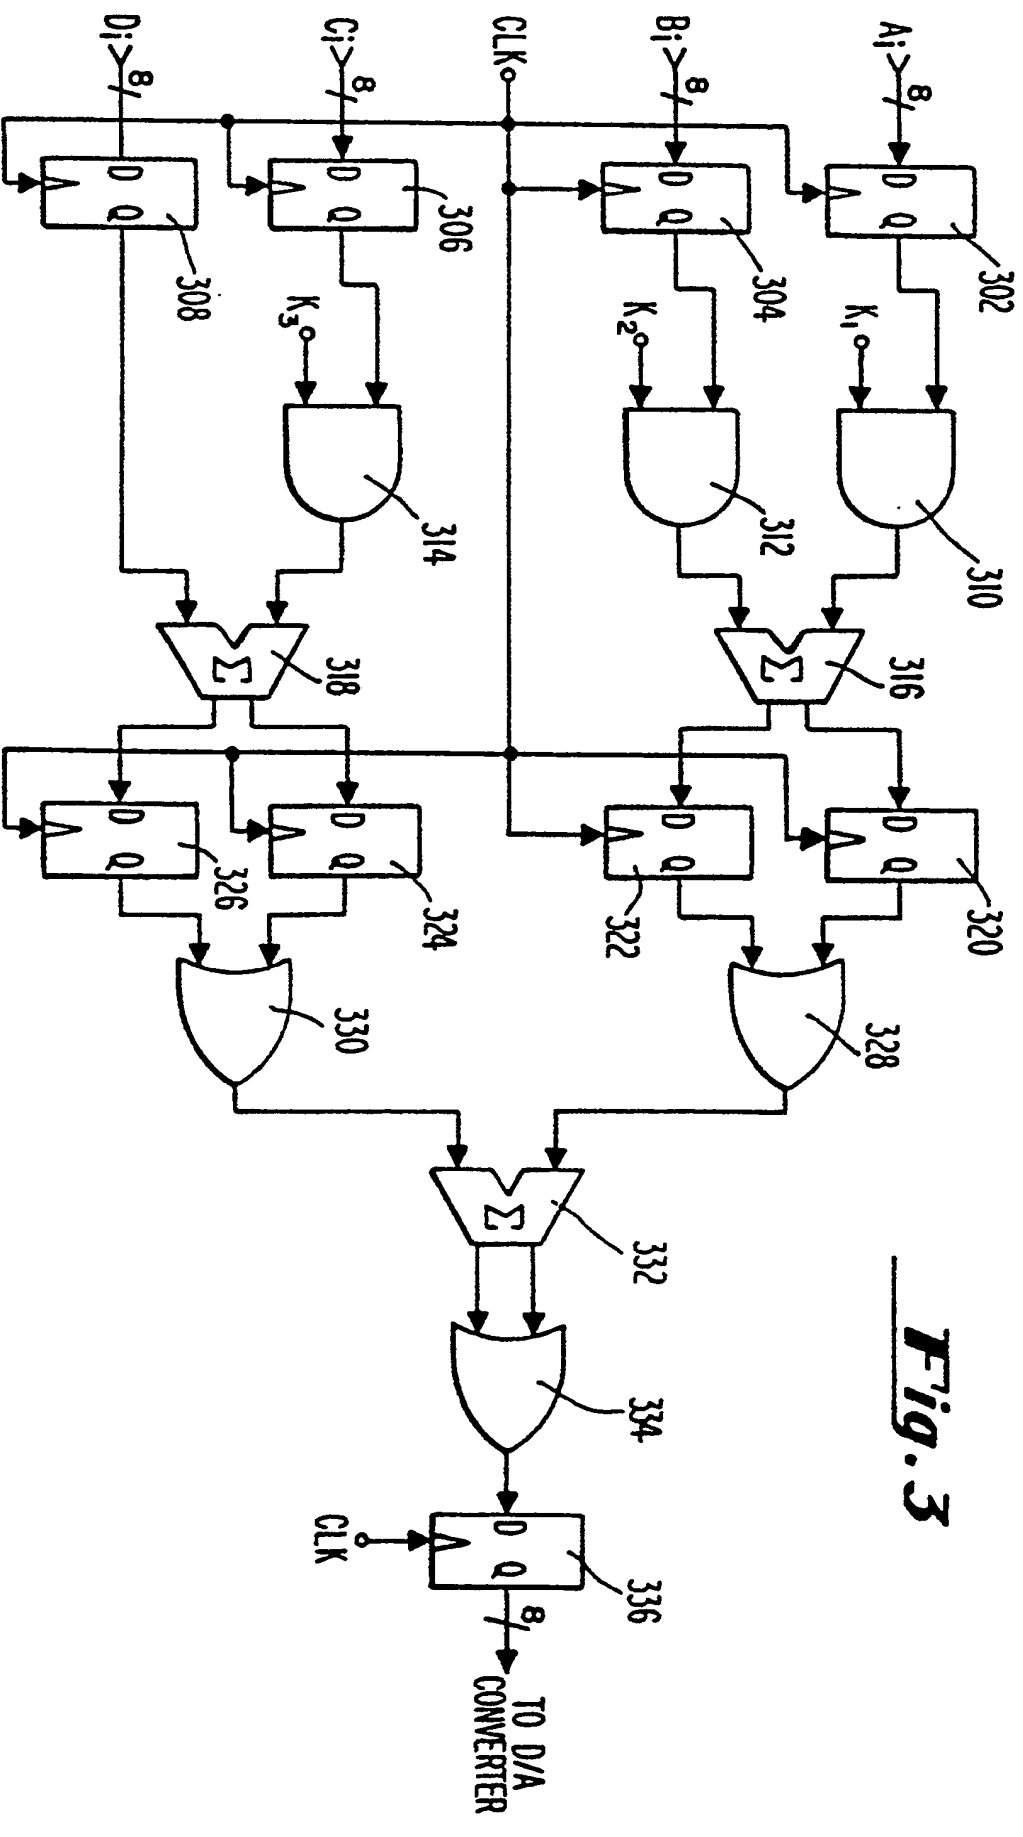 Fig. 3
Ai
8
D
Q
302
K1
310
316
Σ
D
Q
320
328
Bi
8
D
Q
304
K2
312
D
Q
322
CLK
332
Σ
334
D
Q
336
8
TO D/A
CONVERTER
CLK
Ci
8
D
Q
306
K3
314
318
Σ
D
Q
324
330
Di
8
D
Q
308
D
Q
326